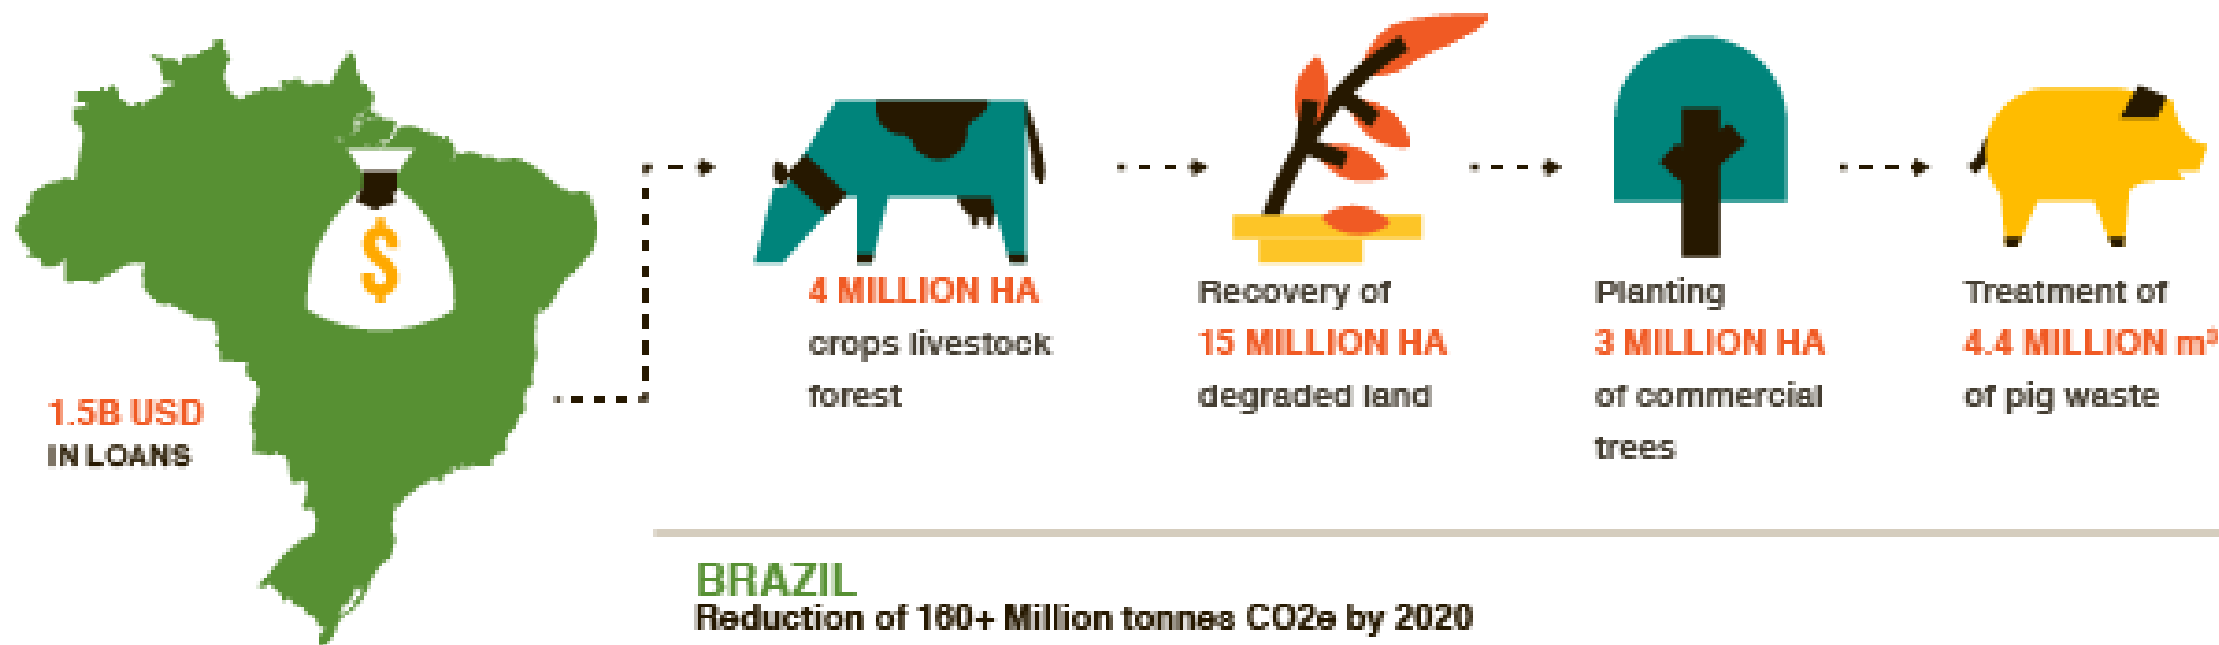 $
1.5B USD
IN LOANS
4 MILLION HA
crops livestock
forest
Recovery of
15 MILLION HA
degraded land
Planting
3 MILLION HA
of commercial
trees
Treatment of
4.4 MILLION m³
of pig waste
BRAZIL
Reduction of 160+ Million tonnes CO2e by 2020